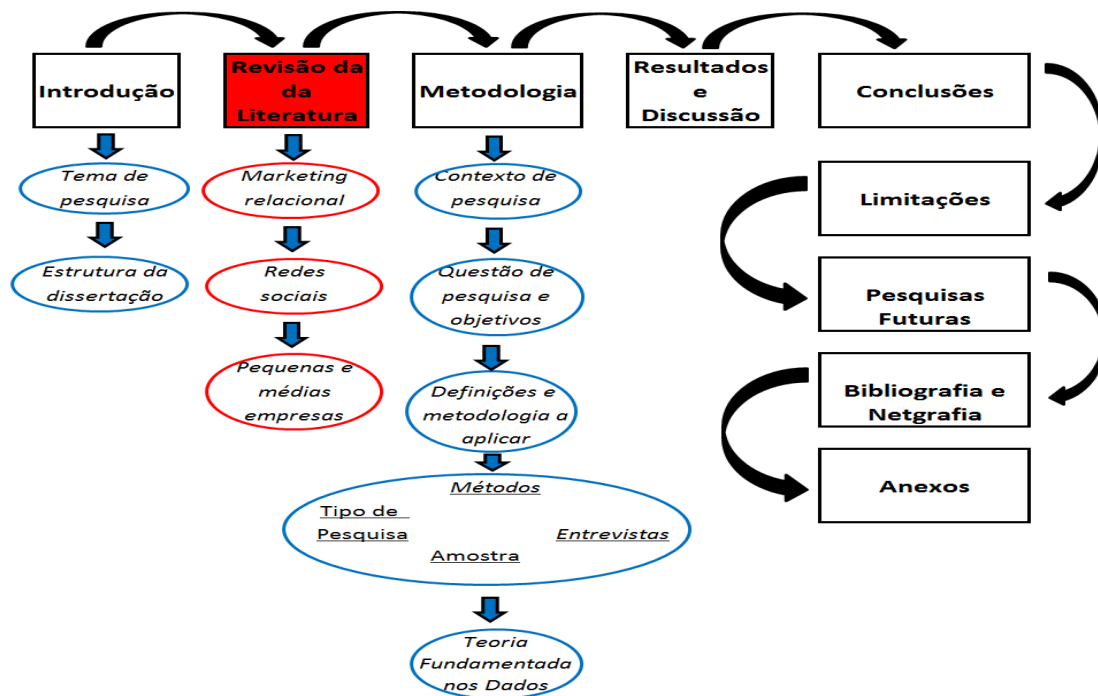 Introdução
Revisão da
da
Literatura
Metodologia
Resultados
e
Discussão
Conclusões
Tema de
pesquisa
Estrutura da
dissertação
Marketing
relacional
Redes
sociais
Pequenas e
médias
empresas
Contexto de
pesquisa
Questão de
pesquisa e
objetivos
Definições e
metodologia a
aplicar
Métodos
Tipo de
Pesquisa
Entrevistas
Amostra
Teoria
Fundamentada
nos Dados
Limitações
Pesquisas
Futuras
Bibliografia e
Netgrafia
Anexos